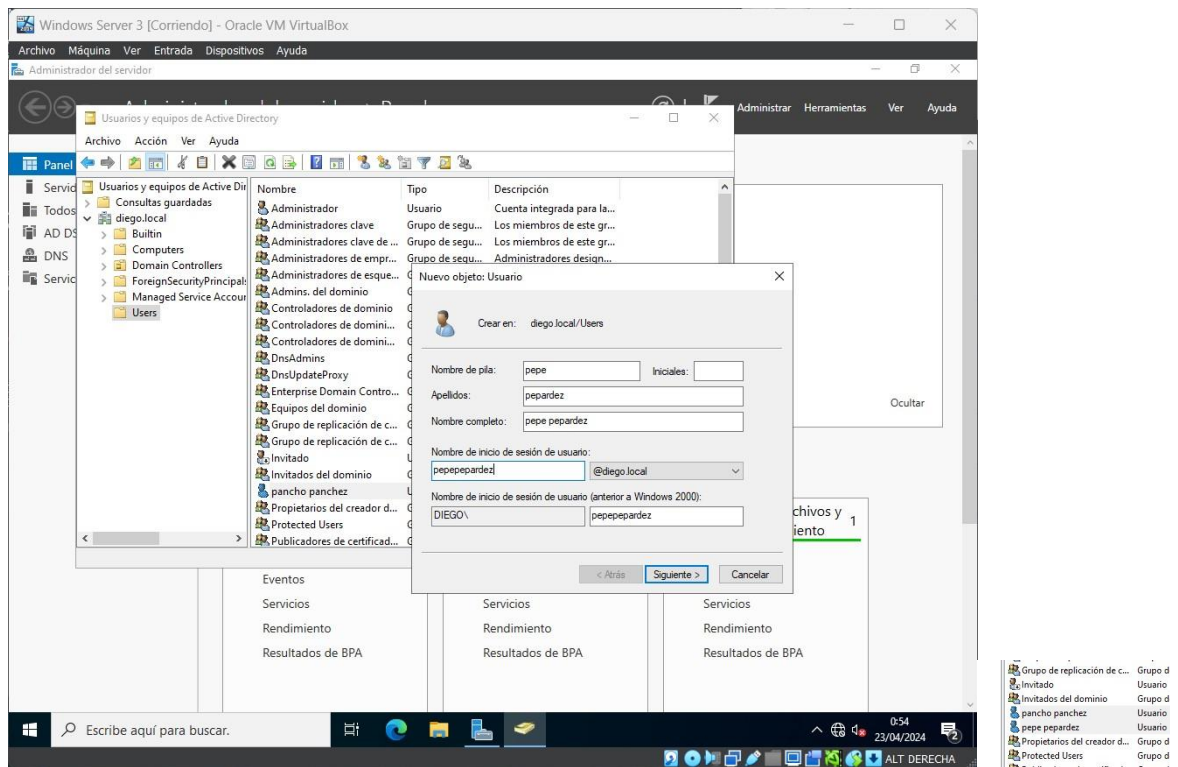 Windows Server 3 [Corriendo] - Oracle VM VirtualBox
Archivo Máquina Ver Entrada Dispositivos Ayuda
Administrador del servidor
Administrar Herramientas Ver Ayuda
Usuarios y equipos de Active Directory
Archivo Acción Ver Ayuda
Panel
Servid
Todos
AD DS
DNS
Servic
Usuarios y equipos de Active Dir
Consultas guardadas
diego.local
Builtin
Computers
Domain Controllers
ForeignSecurityPrincipals
Managed Service Accour
Users
Nombre Tipo Descripción
Administrador Usuario Cuenta integrada para la...
Administradores clave Grupo de segu... Los miembros de este gr...
Administradores clave de ... Grupo de segu... Los miembros de este gr...
Administradores de empr... Grupo de segu... Administradores design...
Administradores de esque...
Admins. del dominio
Controladores de dominio
Controladores de domini...
Controladores de domini...
DnsAdmins
DnsUpdateProxy
Enterprise Domain Contro...
Equipos del dominio
Grupo de replicación de c...
Grupo de replicación de c...
Invitado
Invitados del dominio
pancho panchez
Propietarios del creador d...
Protected Users
Publicadores de certificad...
Nuevo objeto: Usuario
Crear en: diego.local/Users
Nombre de pila: pepe Iniciales:
Apellidos: pepardez
Nombre completo: pepe pepardez
Nombre de inicio de sesión de usuario:
pepepepardez @diego.local
Nombre de inicio de sesión de usuario (anterior a Windows 2000):
DIEGO\ pepepepardez
< Atrás Siguiente > Cancelar
Ocultar
chivos y 1
iento
Eventos
Servicios Servicios Servicios
Rendimiento Rendimiento Rendimiento
Resultados de BPA Resultados de BPA Resultados de BPA
Escribe aquí para buscar.
0:54
23/04/2024
2
ALT DERECHA
Grupo de replicación de c... Grupo d
Invitado Usuario
Invitados del dominio Grupo d
pancho panchez Usuario
pepe pepardez Usuario
Propietarios del creador d... Grupo d
Protected Users Grupo d